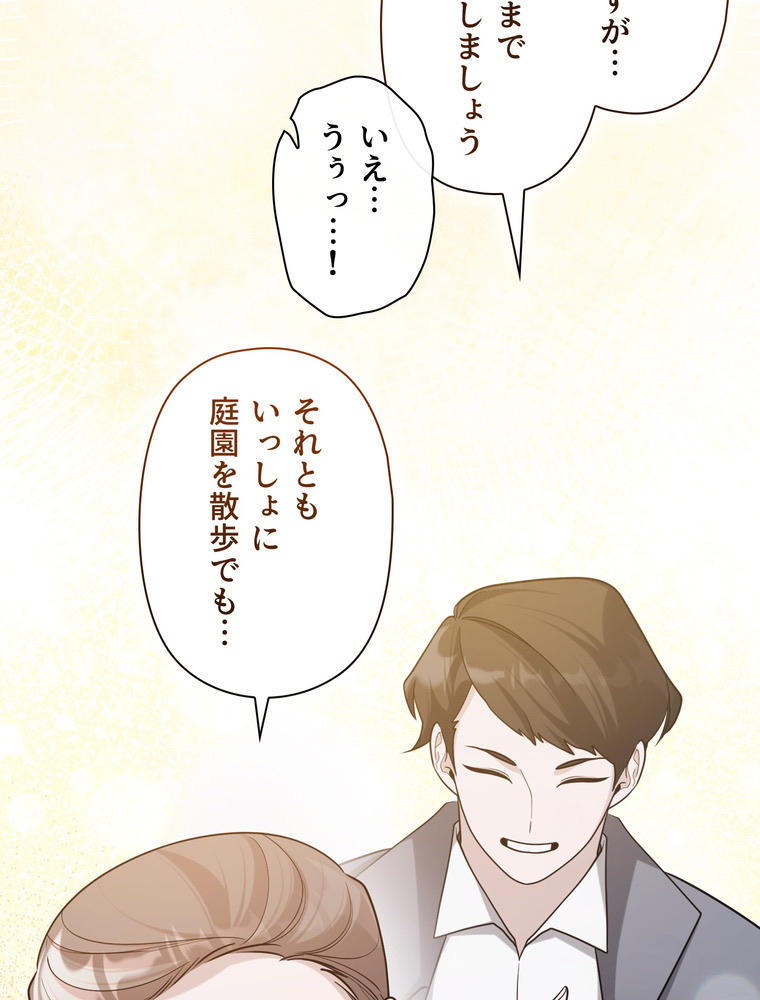 すが…
まで
しましょう
いえ…
うぅっ…！
それとも
いっしょに
庭園を散歩でも…